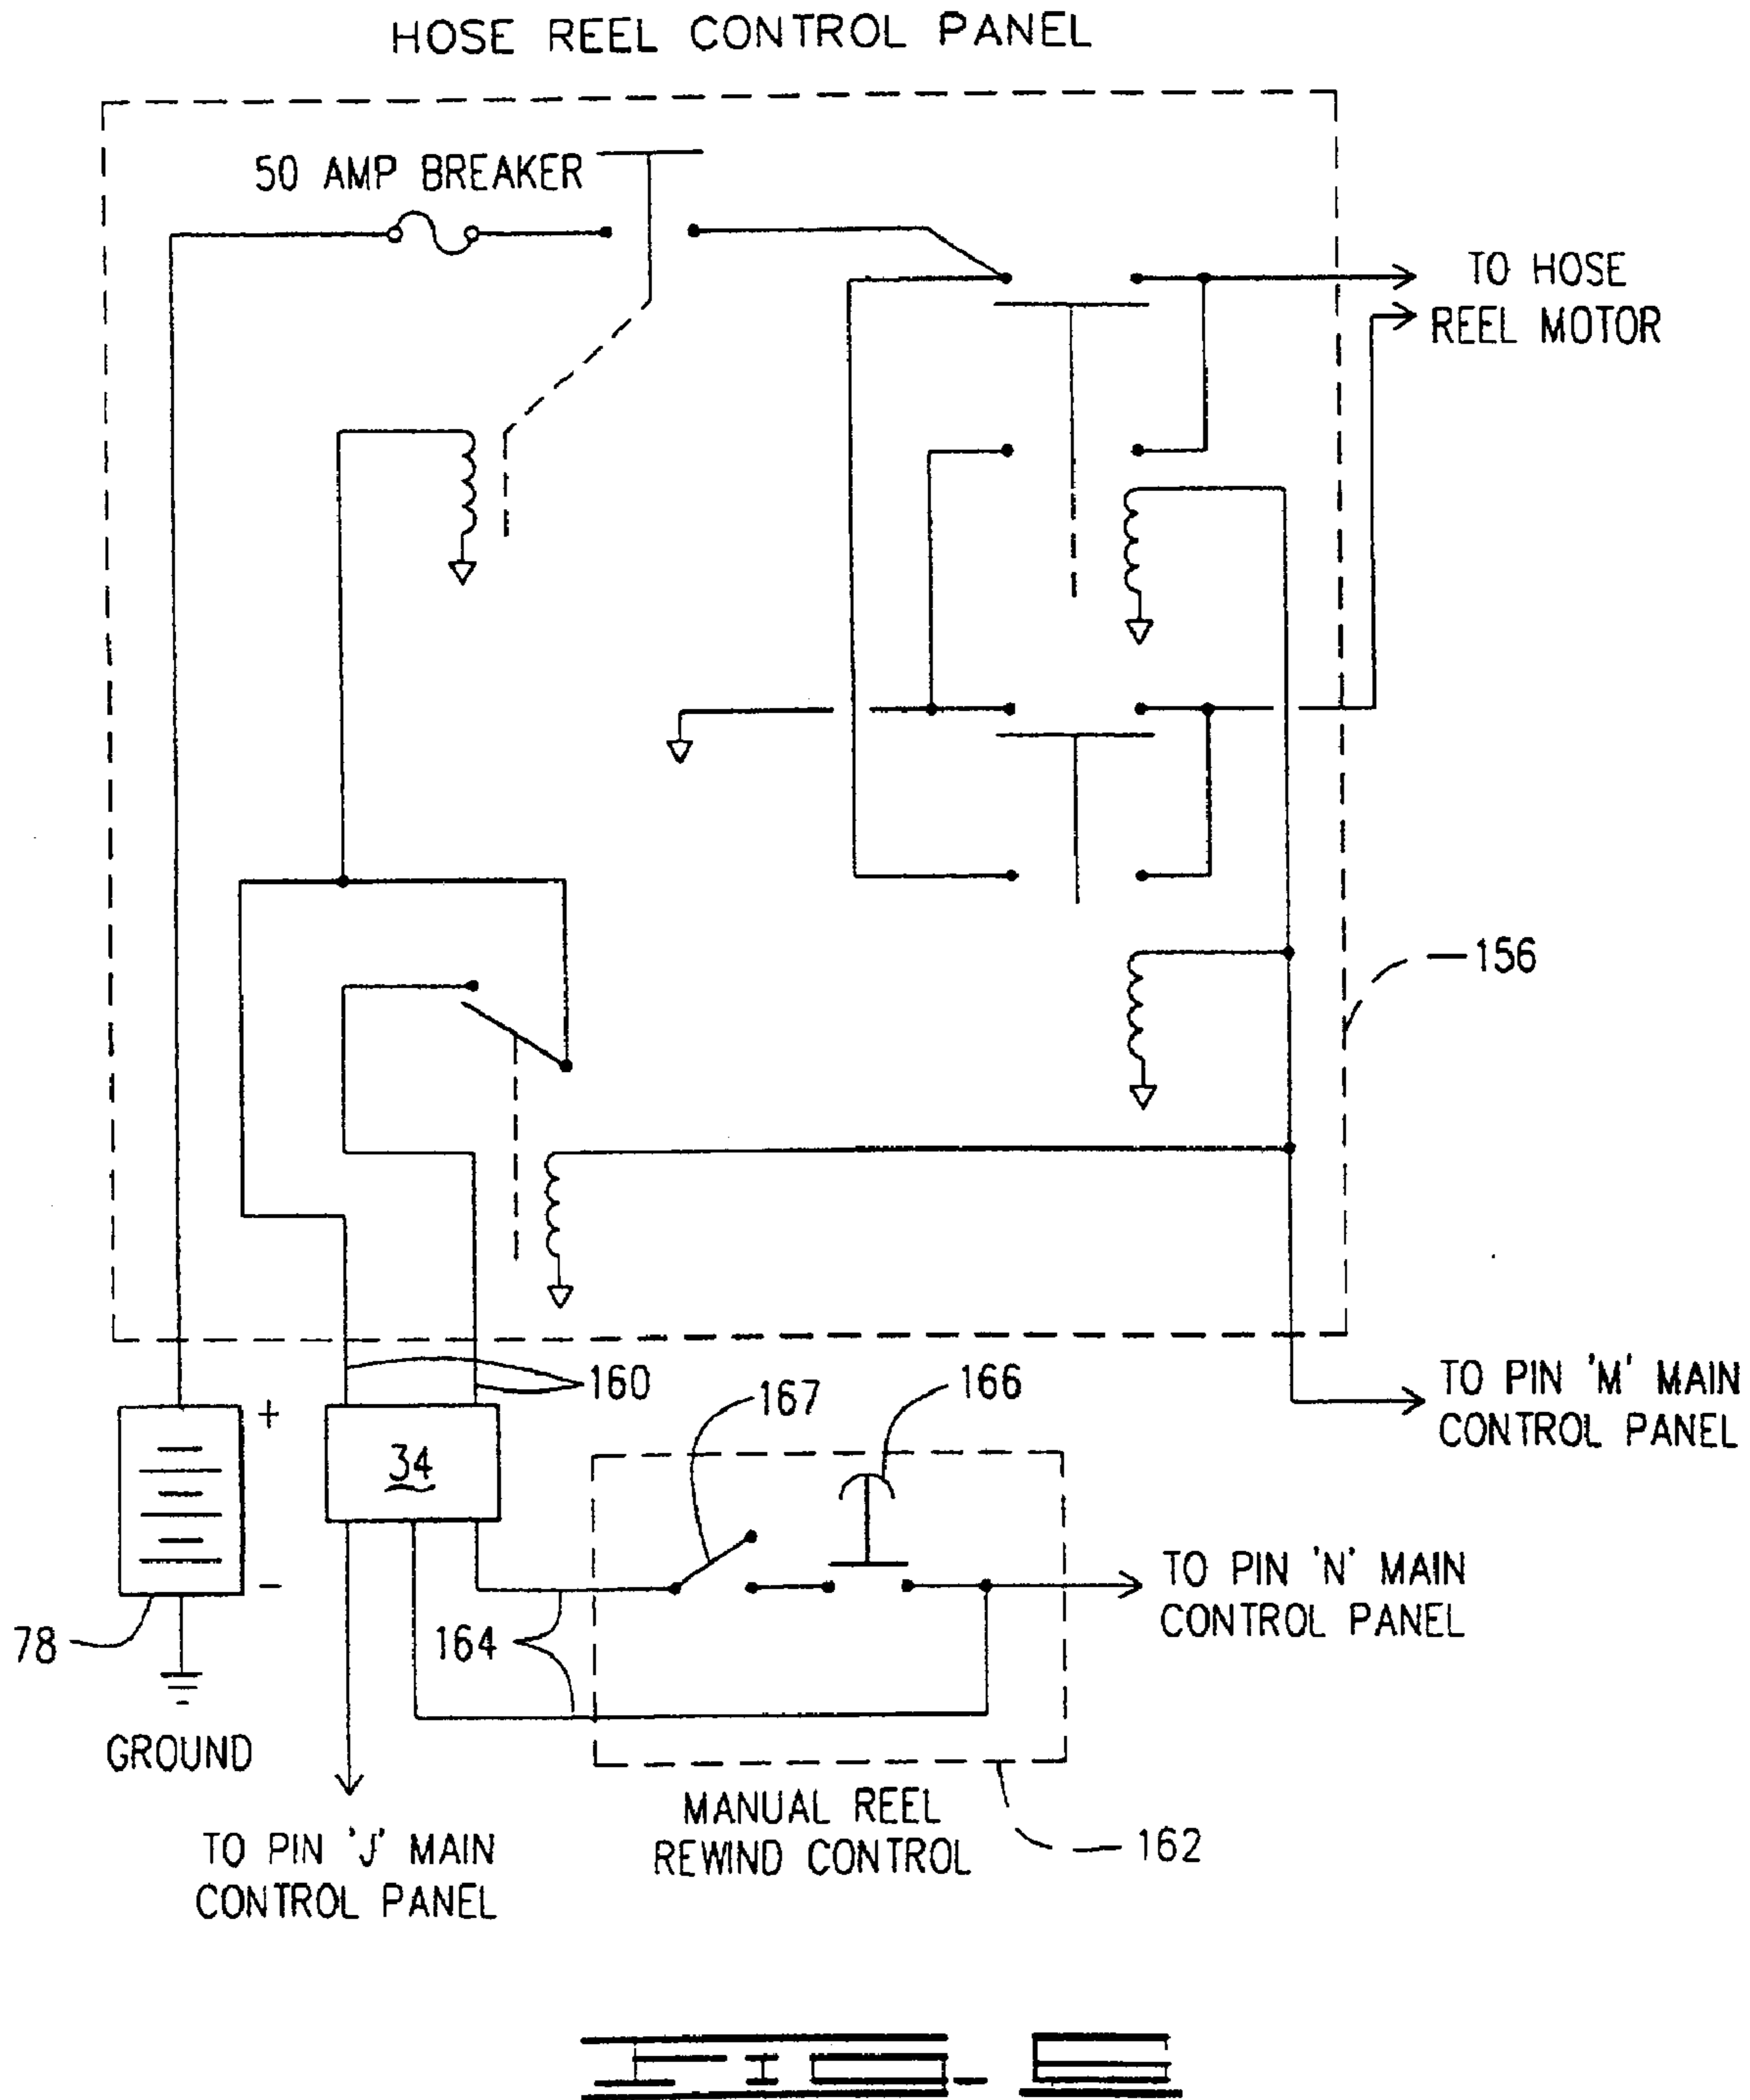 HOSE REEL CONTROL PANEL
50 AMP BREAKER
TO HOSE
REEL MOTOR
156
+
160
167
166
TO PIN 'M' MAIN
CONTROL PANEL
34
-
78
164
TO PIN 'N' MAIN
CONTROL PANEL
GROUND
MANUAL REEL
REWIND CONTROL
162
TO PIN 'J' MAIN
CONTROL PANEL